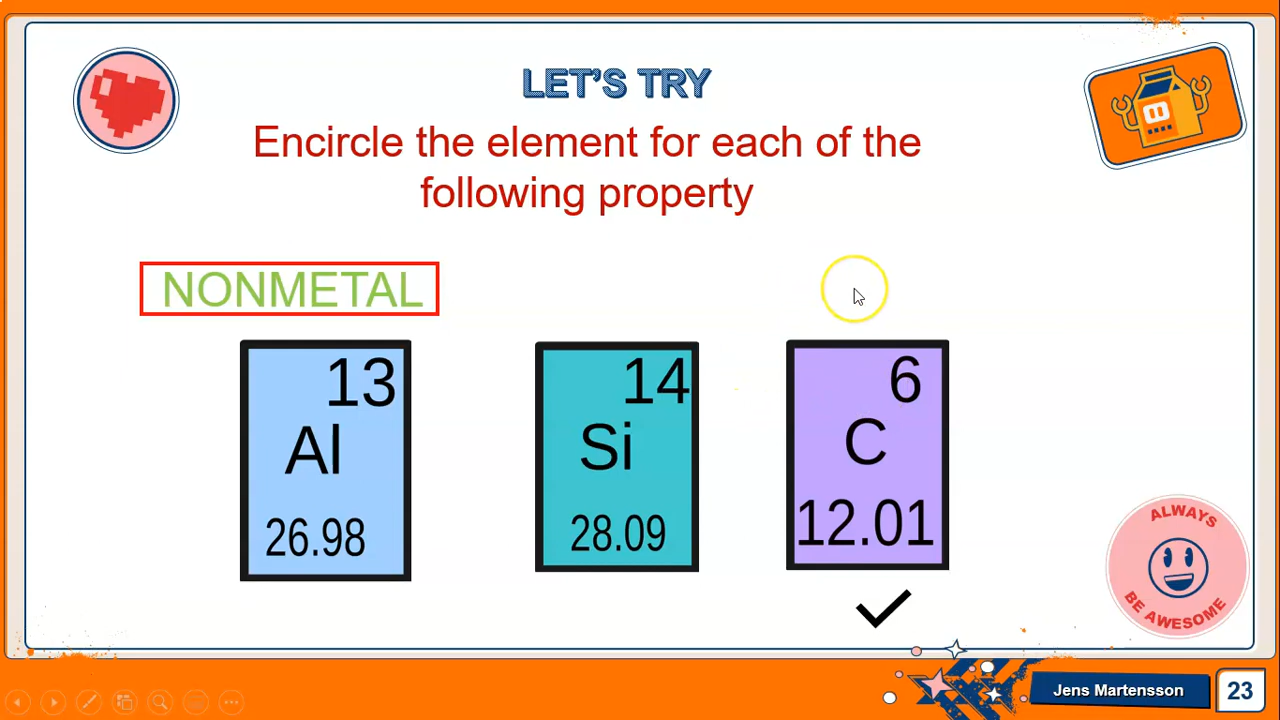 LET'S TRY
Encircle the element for each of the
following property
NONMETAL
13
Al
26.98
14
Si
28.09
6
C
12.01
ALWAYS
BE AWESOME
Jens Martensson
23